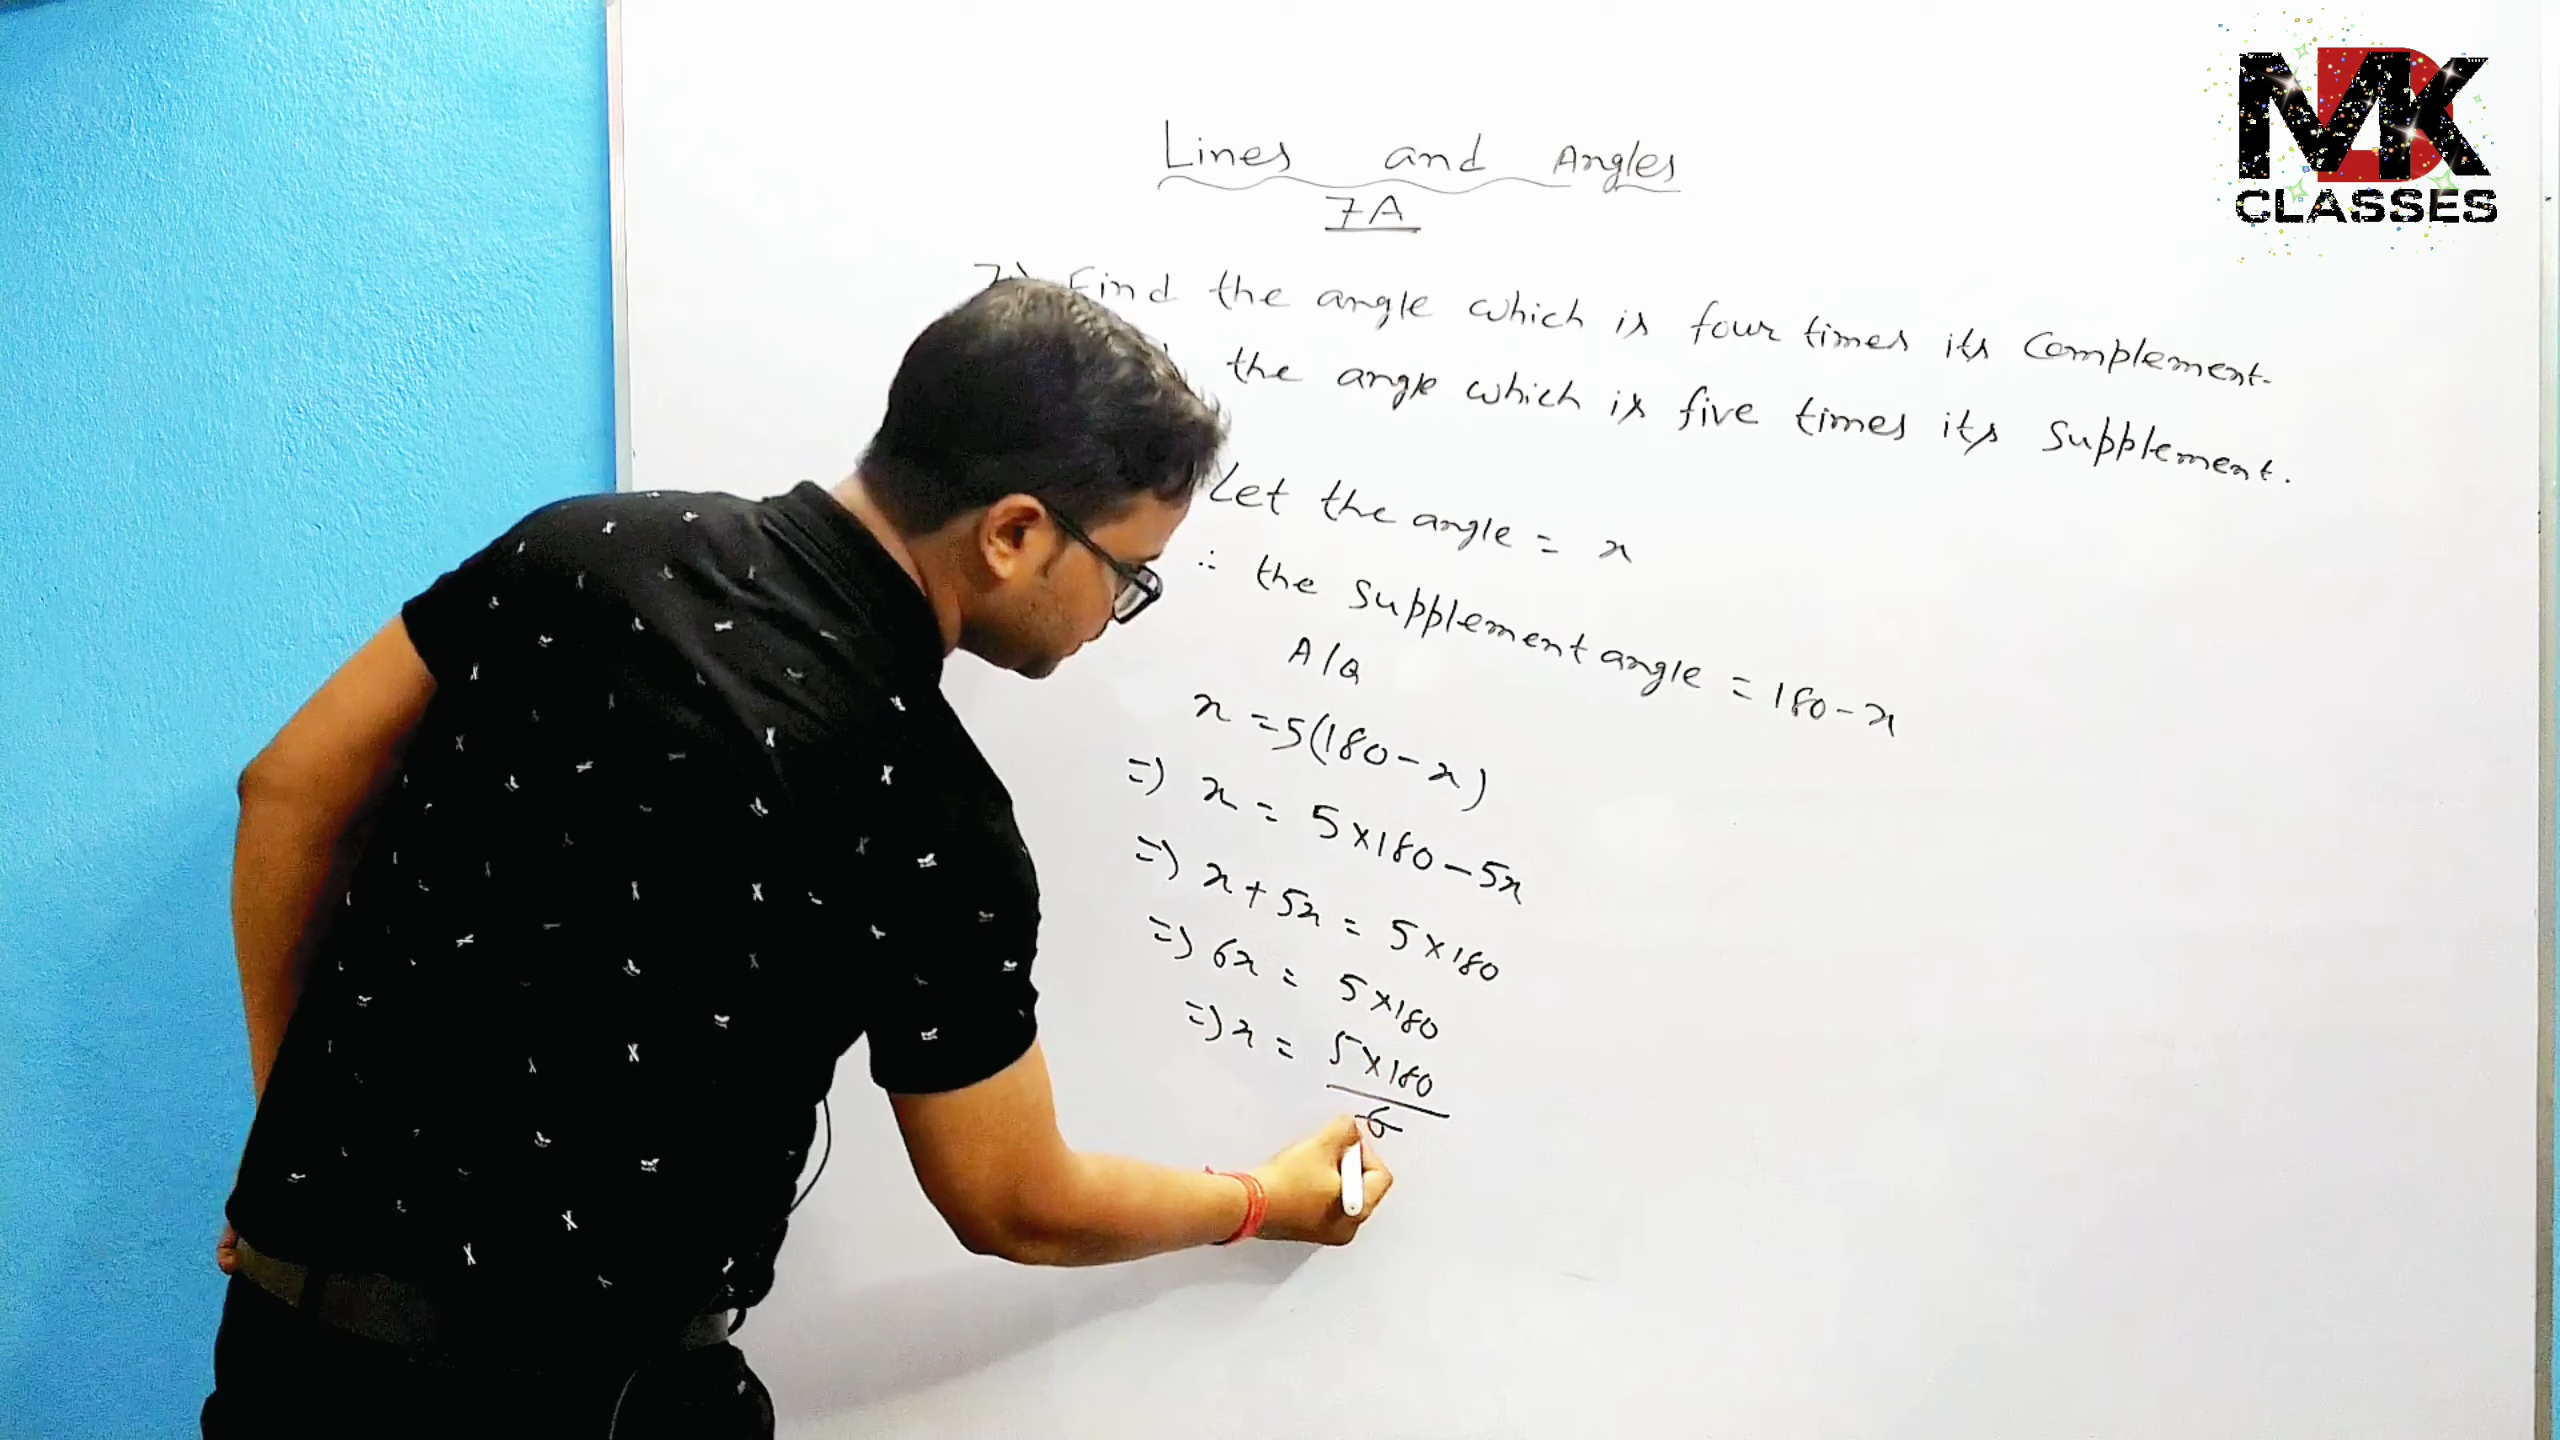 MDK
CLASSES
Lines and Angles
7A
7) Find the angle which is four times its Complement.
the angle which is five times its Supplement.
Let the angle = x
∴ the Supplement angle = 180-x
A/Q
x = 5(180-x)
=> x = 5×180-5x
=> x + 5x = 5×180
=> 6x = 5×180
=> x = 5×180
6